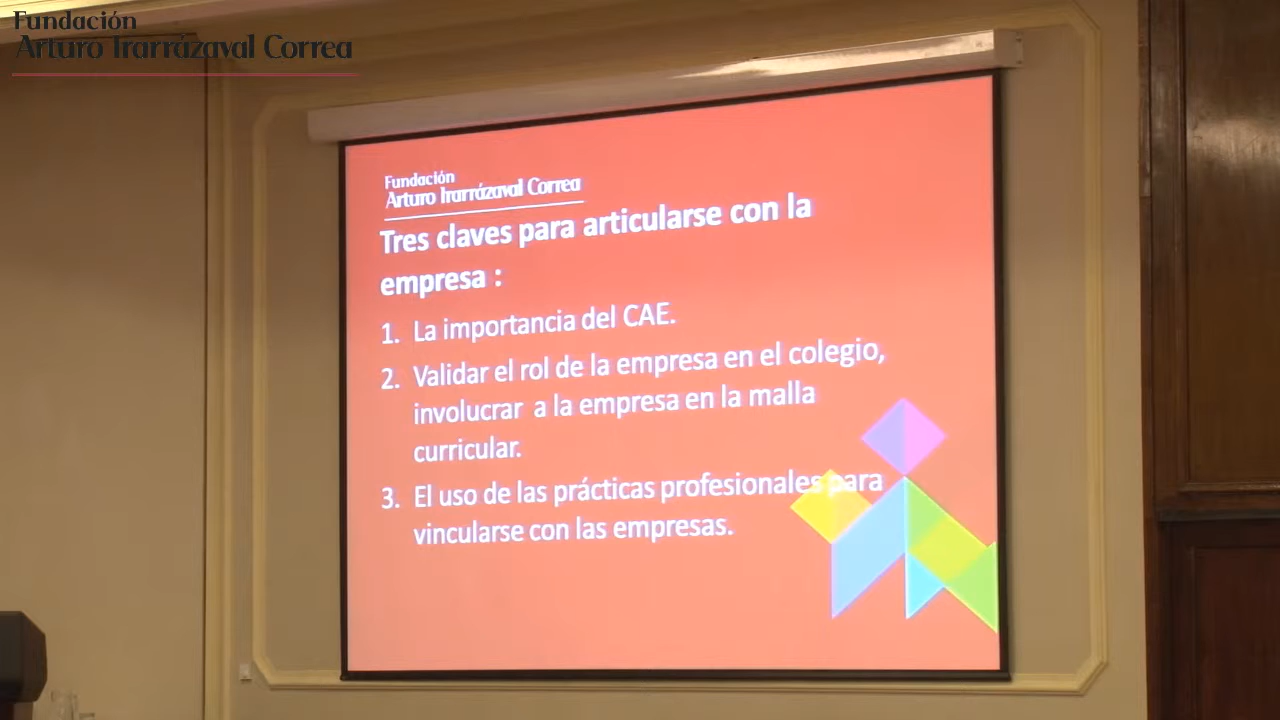 Fundación
Arturo Irarrázaval Correa
Fundación
Arturo Irarrázaval Correa
Tres claves para articularse con la
empresa :
1. La importancia del CAE.
2. Validar el rol de la empresa en el colegio,
involucrar a la empresa en la malla
curricular.
3. El uso de las prácticas profesionales para
vincularse con las empresas.